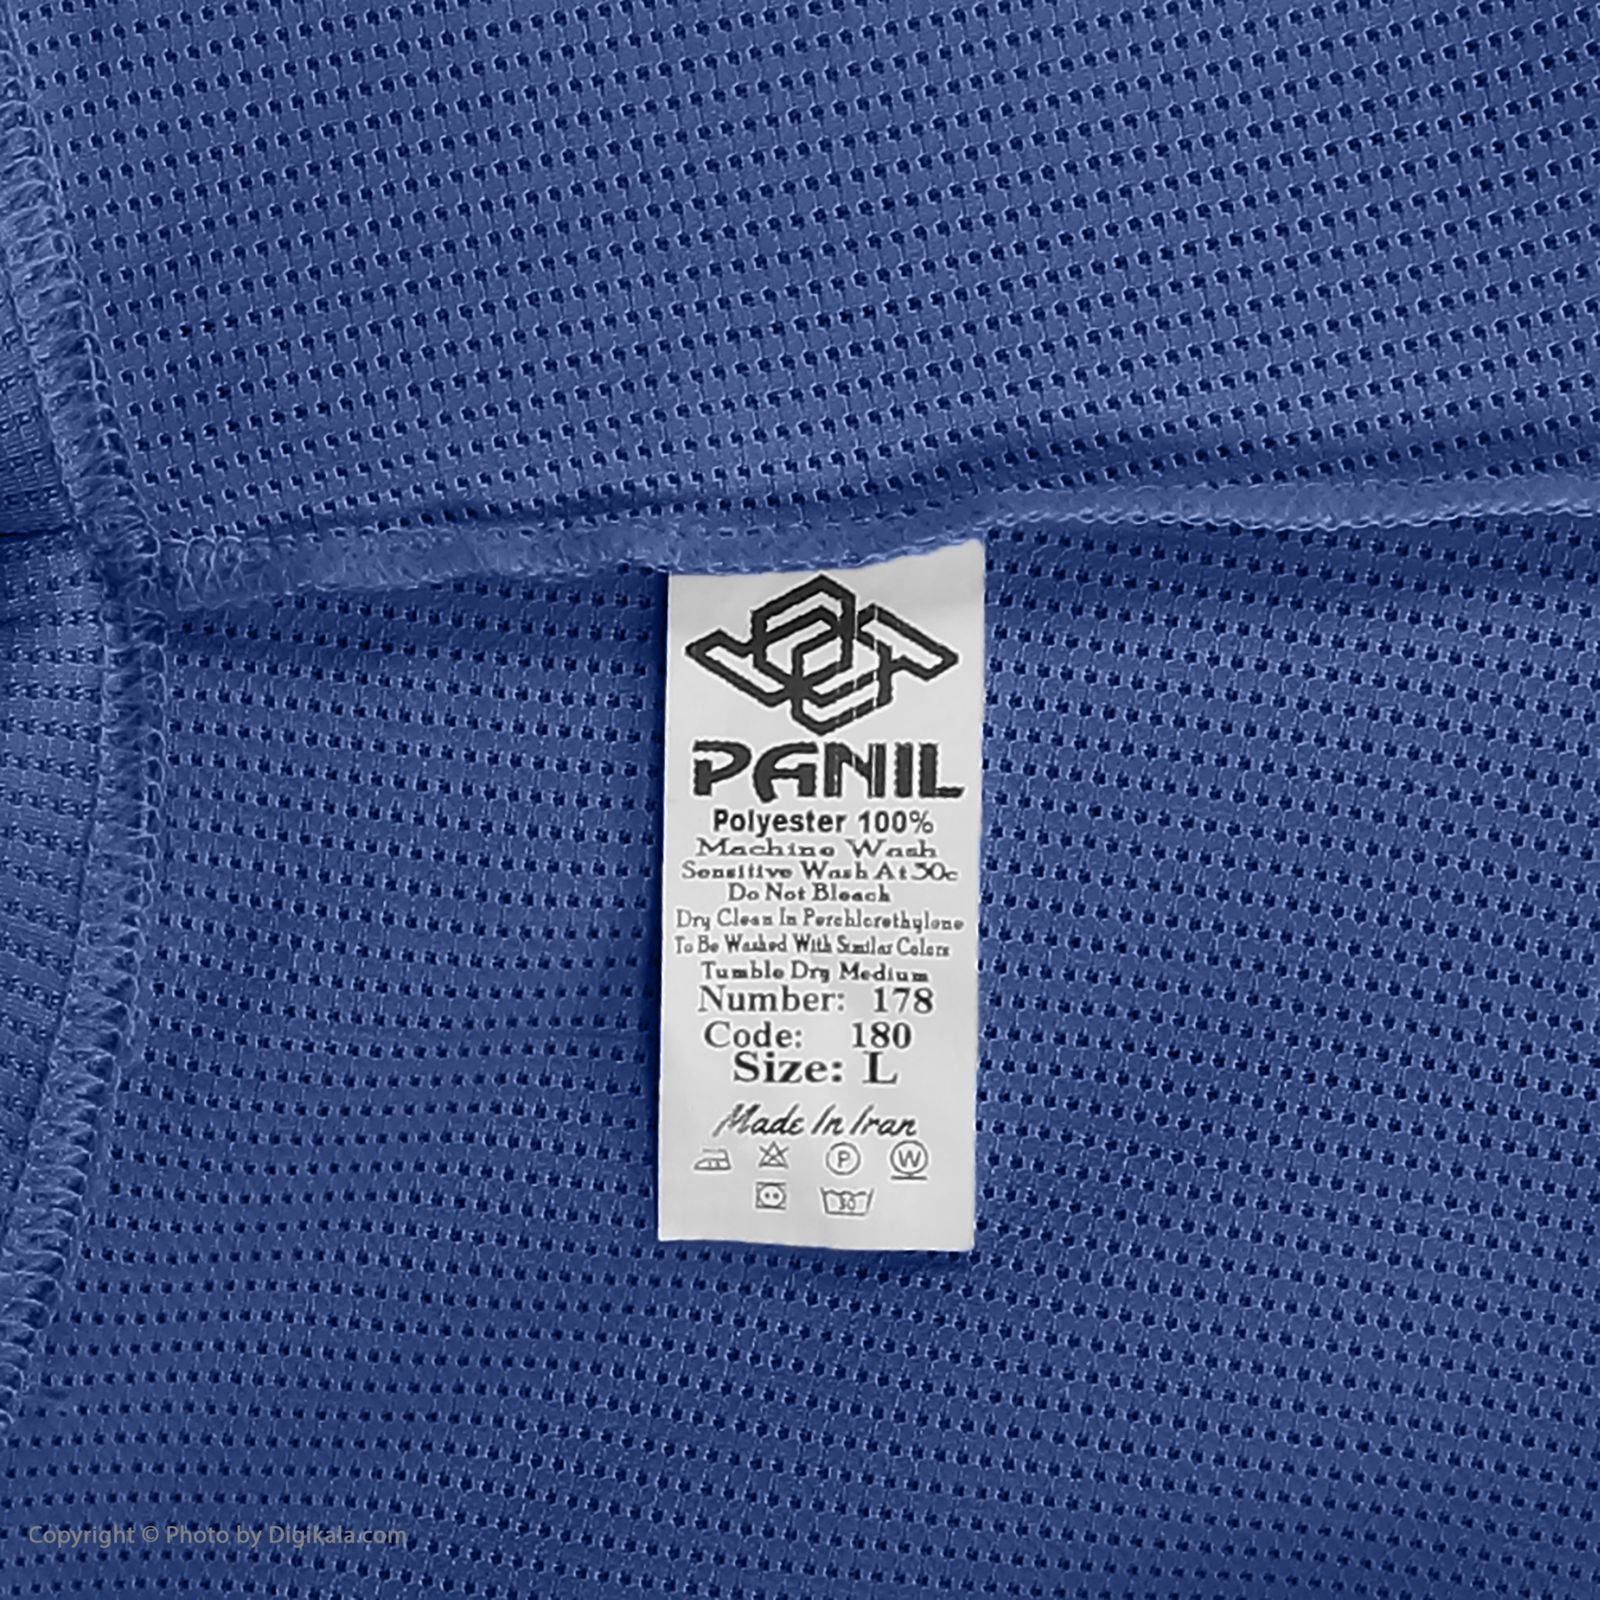 PANIL
Polyester 100%
Machine Wash
Sensitive Wash At 30c
Do Not Bleach
Dry Clean In Perchlorethylone
To Be Washed With Similar Colors
Tumble Dry Medium
Number: 178
Code: 180
Size: L
Made In Iran
P W
30
Copyright © Photo by Digikala.com